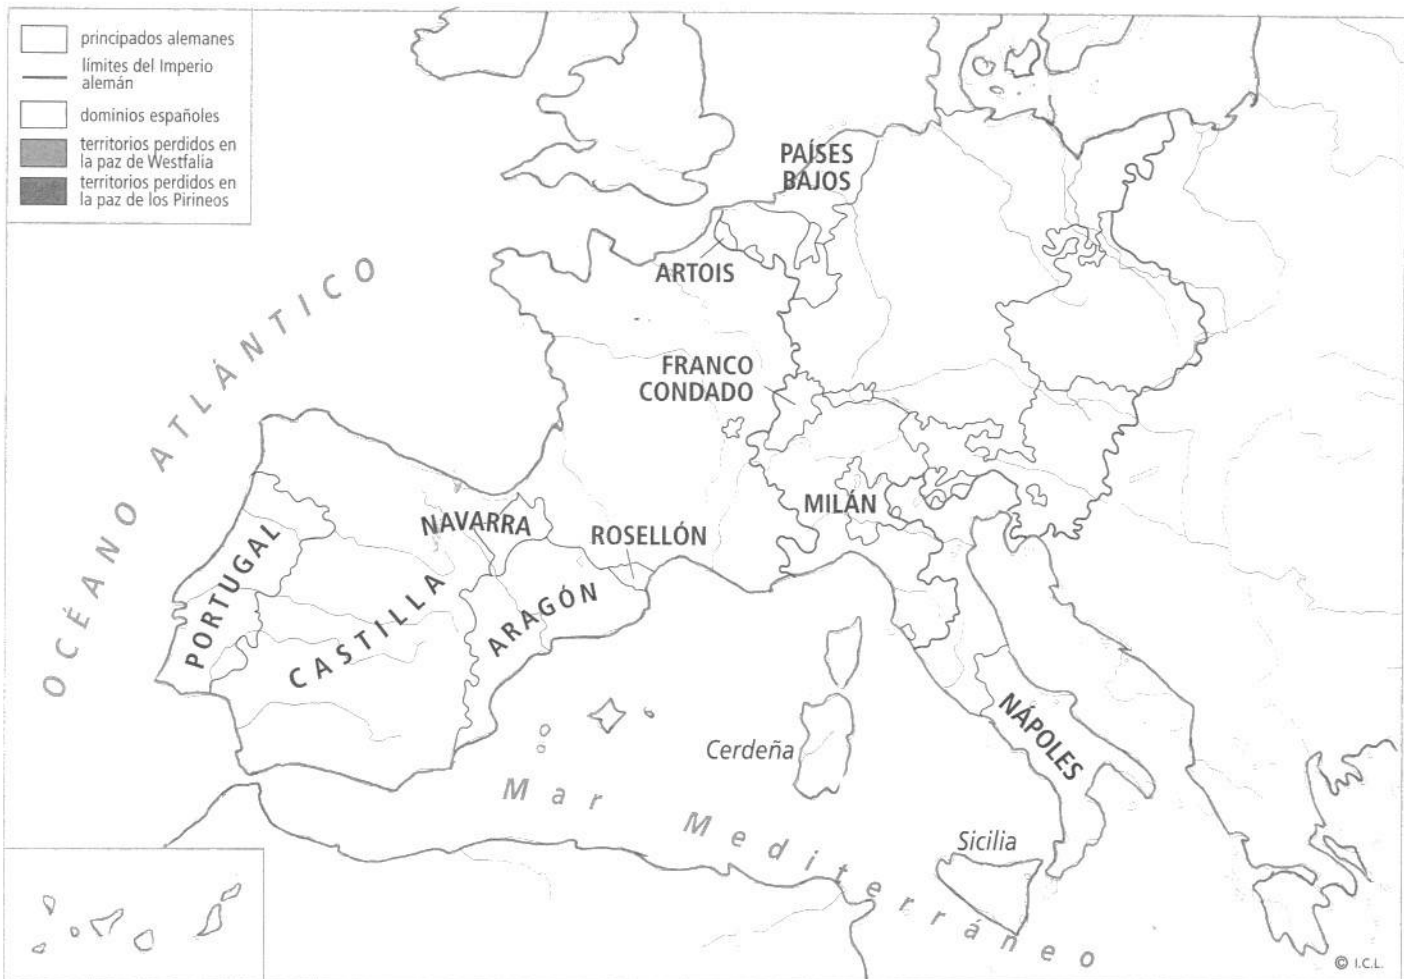 principados alemanes
límites del Imperio
alemán
dominios españoles
territorios perdidos en
la paz de Westfalia
territorios perdidos en
la paz de los Pirineos
PAÍSES
BAJOS
ARTOIS
OCÉANO ATLÁNTICO
FRANCO
CONDADO
MILÁN
NAVARRA
ROSELLÓN
PORTUGAL
CASTILLA
ARAGÓN
NÁPOLES
Cerdeña
Mar Mediterráneo
Sicilia
© I.C.L.